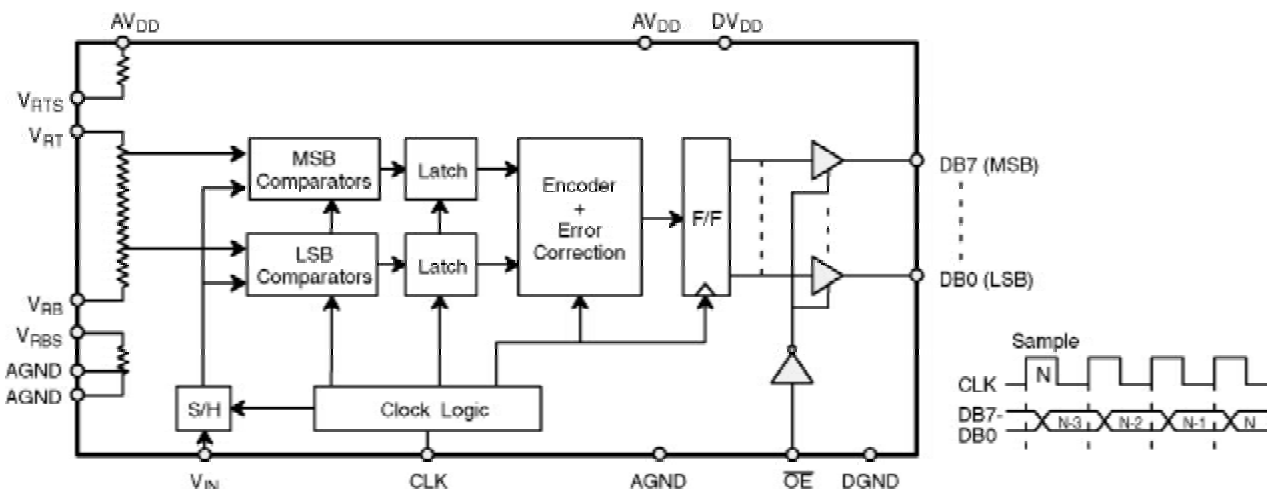 AVDD AVDD DVDD
VRTS
VRT
MSB
Comparators
Latch
Encoder
+
Error
Correction
F/F
DB7 (MSB)
LSB
Comparators
Latch
DB0 (LSB)
VRB
VRBS
AGND
AGND
S/H
Clock Logic
VIN CLK AGND OE DGND
Sample
CLK N
DB7-
DB0
N-3 N-2 N-1 N